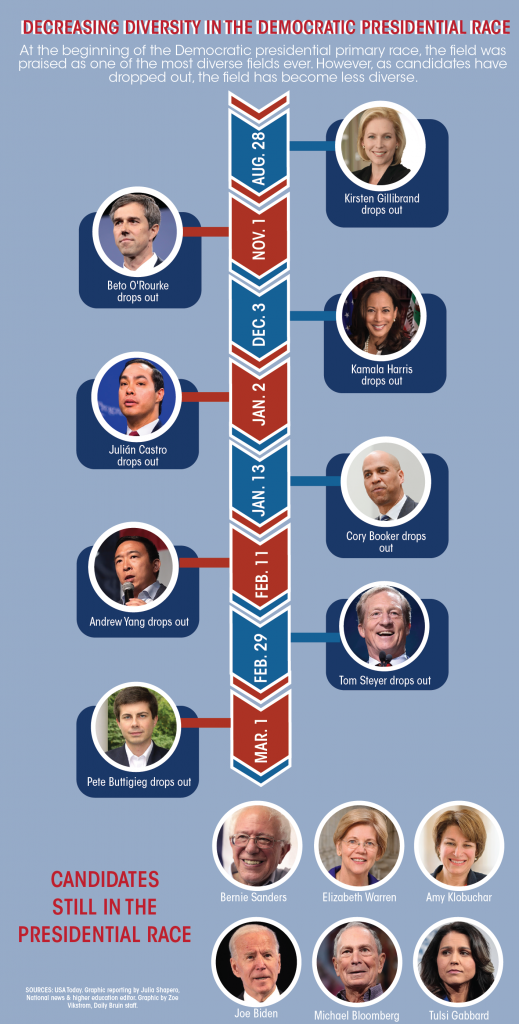 DECREASING DIVERSITY IN THE DEMOCRATIC PRESIDENTIAL RACE
At the beginning of the Democratic presidential primary race, the field was
praised as one of the most diverse fields ever. However, as candidates have
dropped out, the field has become less diverse.
AUG. 28
Kirsten Gillibrand
drops out
NOV. 1
Beto O'Rourke
drops out
DEC. 3
Kamala Harris
drops out
JAN. 2
Julián Castro
drops out
JAN. 13
Cory Booker drops
out
FEB. 11
Andrew Yang drops out
FEB. 29
Tom Steyer drops out
MAR. 1
Pete Buttigieg drops out
CANDIDATES
STILL IN THE
PRESIDENTIAL RACE
Bernie Sanders
Elizabeth Warren
Amy Klobuchar
Joe Biden
Michael Bloomberg
Tulsi Gabbard
SOURCES: USA Today. Graphic reporting by Julia Shapero,
National news & higher education editor. Graphic by Zoe
Vikstrom, Daily Bruin staff.